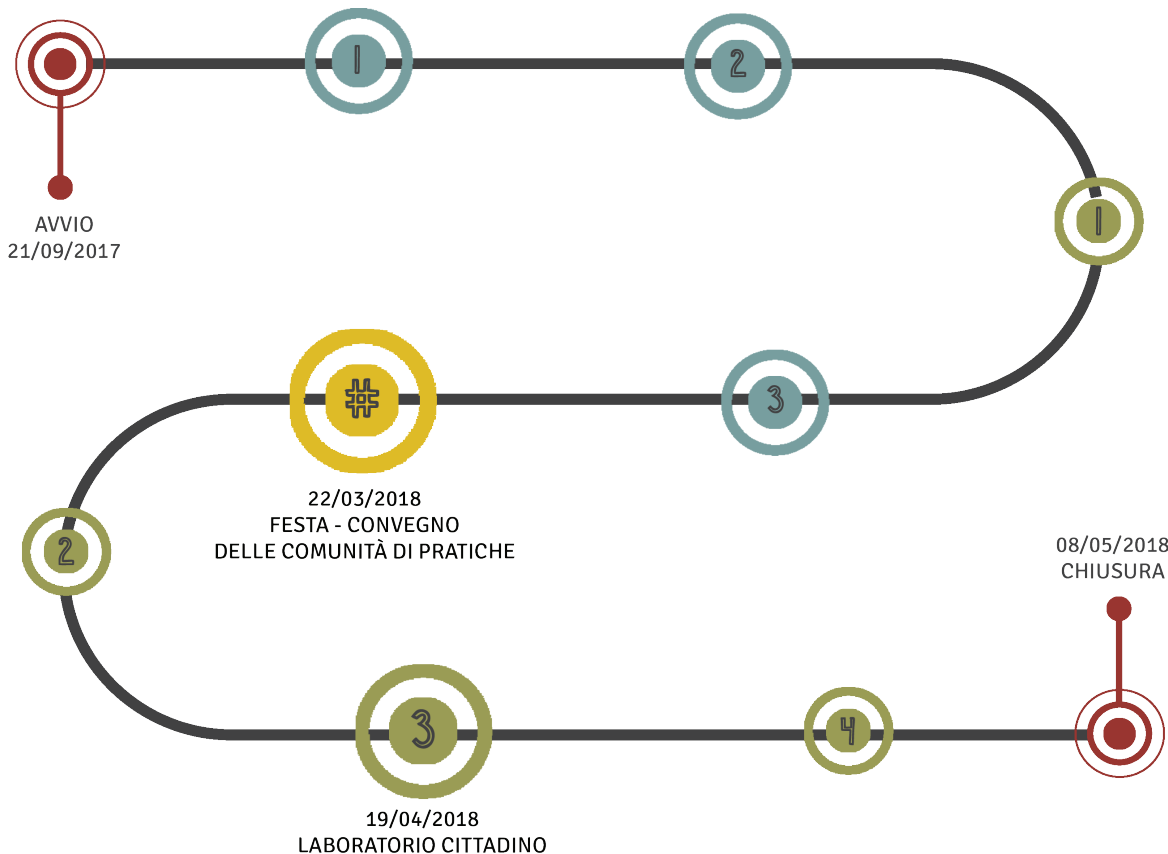 1
2
AVVIO
21/09/2017
1
#
3
22/03/2018
FESTA - CONVEGNO
DELLE COMUNITÀ DI PRATICHE
2
08/05/2018
CHIUSURA
3
4
19/04/2018
LABORATORIO CITTADINO